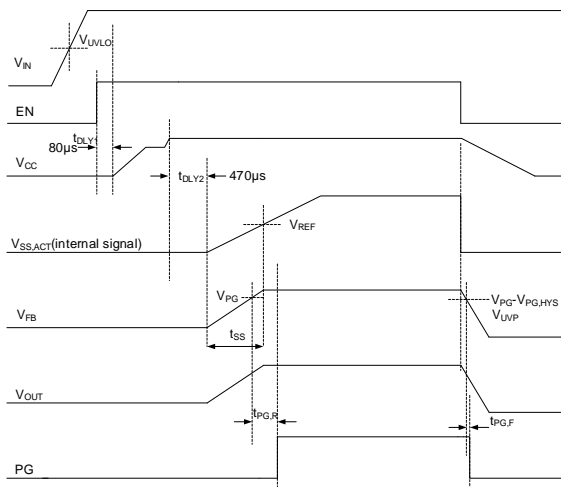 V_UVLO
V_IN
EN
t_DLY1
80μs
V_CC
t_DLY2
470μs
V_REF
V_SS,ACT(internal signal)
V_PG
V_PG-V_PG,HYS
V_UVP
V_FB
t_SS
V_OUT
t_PG,R
t_PG,F
PG